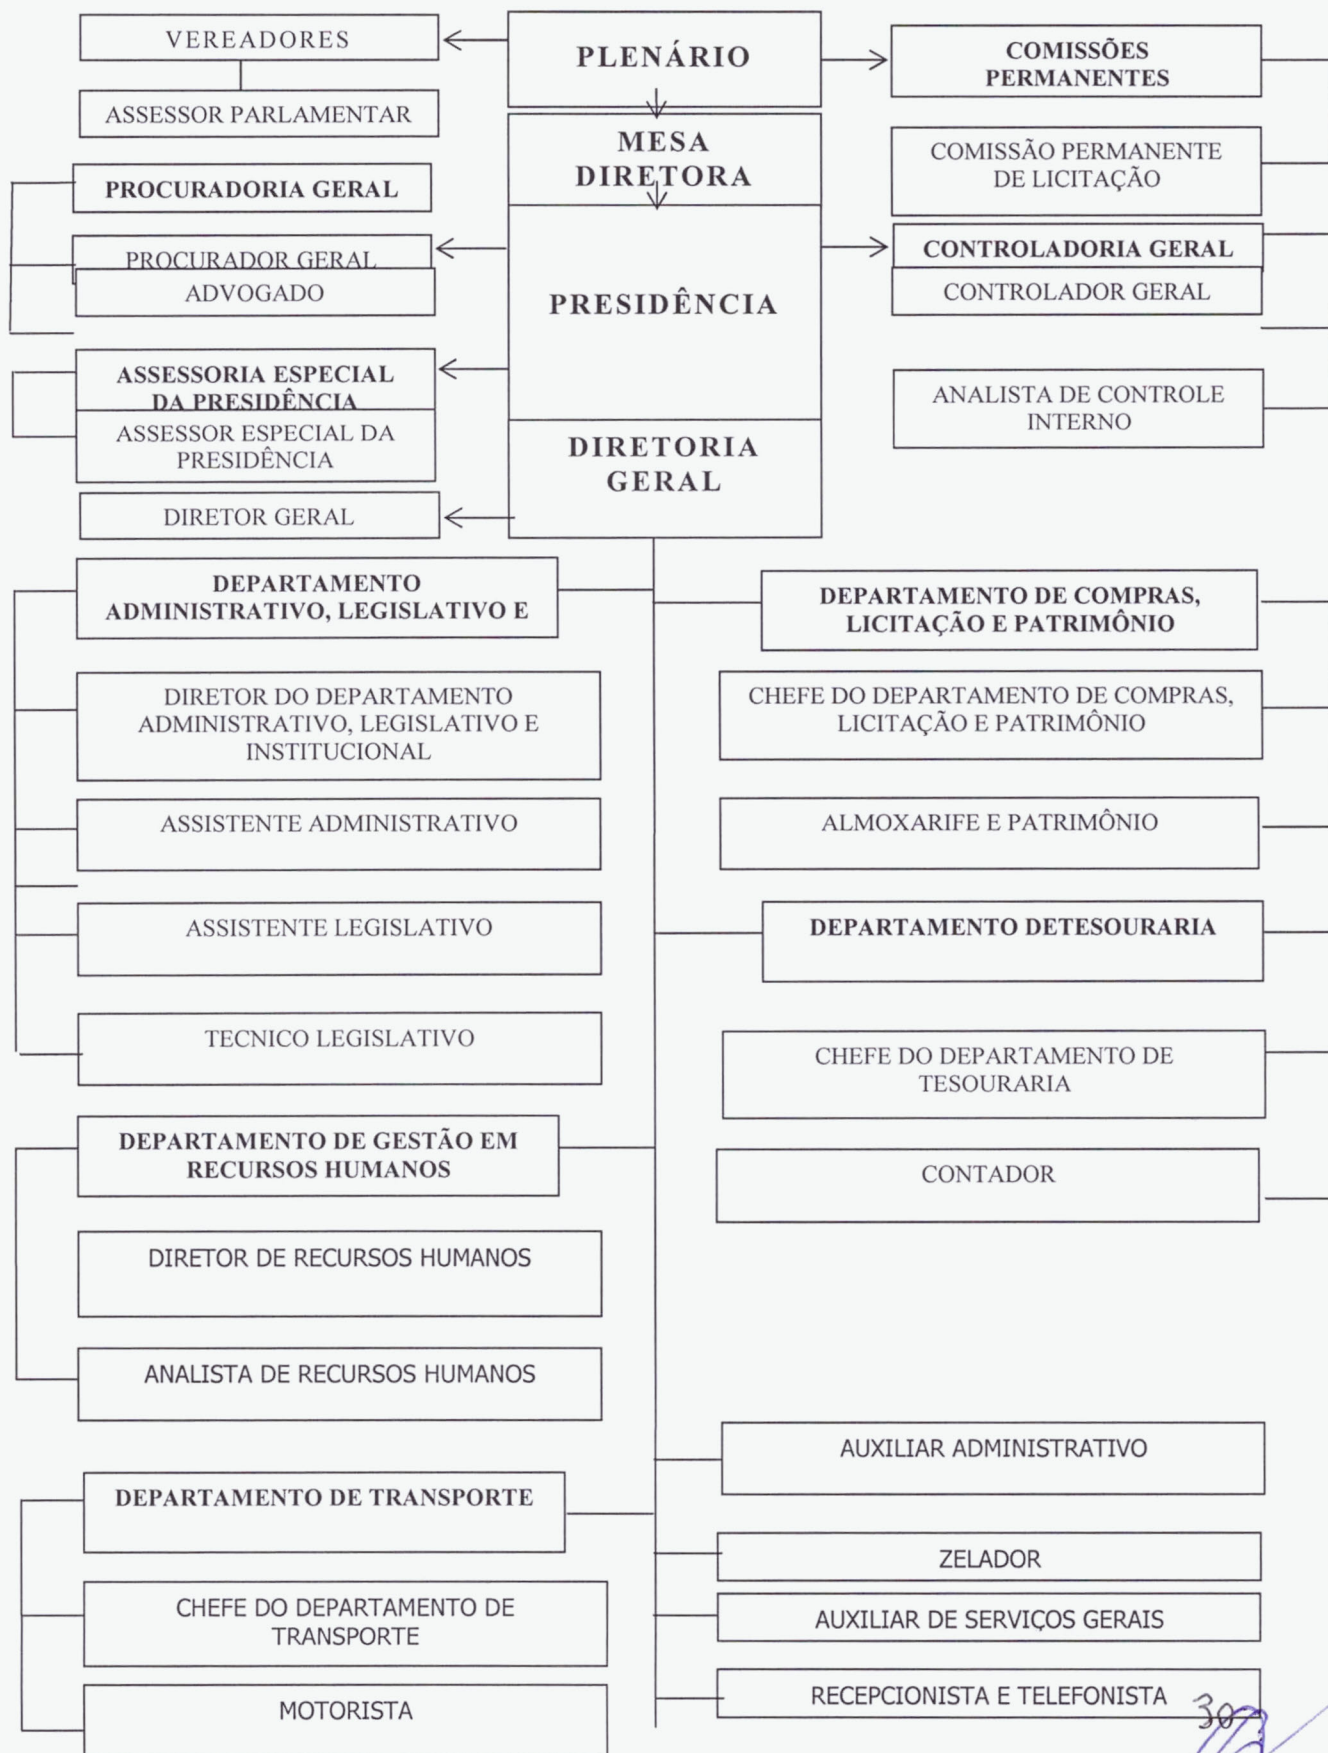 VEREADORES
PLENÁRIO
COMISSÕES
PERMANENTES
ASSESSOR PARLAMENTAR
MESA
DIRETORA
COMISSÃO PERMANENTE
DE LICITAÇÃO
PROCURADORIA GERAL
PROCURADOR GERAL
ADVOGADO
PRESIDÊNCIA
CONTROLADORIA GERAL
CONTROLADOR GERAL
ASSESSORIA ESPECIAL
DA PRESIDÊNCIA
ASSESSOR ESPECIAL DA
PRESIDÊNCIA
ANALISTA DE CONTROLE
INTERNO
DIRETORIA
GERAL
DIRETOR GERAL
DEPARTAMENTO
ADMINISTRATIVO, LEGISLATIVO E
DEPARTAMENTO DE COMPRAS,
LICITAÇÃO E PATRIMÔNIO
DIRETOR DO DEPARTAMENTO
ADMINISTRATIVO, LEGISLATIVO E
INSTITUCIONAL
CHEFE DO DEPARTAMENTO DE COMPRAS,
LICITAÇÃO E PATRIMÔNIO
ASSISTENTE ADMINISTRATIVO
ALMOXARIFE E PATRIMÔNIO
ASSISTENTE LEGISLATIVO
DEPARTAMENTO DETESOURARIA
TECNICO LEGISLATIVO
CHEFE DO DEPARTAMENTO DE
TESOURARIA
DEPARTAMENTO DE GESTÃO EM
RECURSOS HUMANOS
CONTADOR
DIRETOR DE RECURSOS HUMANOS
ANALISTA DE RECURSOS HUMANOS
AUXILIAR ADMINISTRATIVO
DEPARTAMENTO DE TRANSPORTE
ZELADOR
CHEFE DO DEPARTAMENTO DE
TRANSPORTE
AUXILIAR DE SERVIÇOS GERAIS
MOTORISTA
RECEPCIONISTA E TELEFONISTA
30